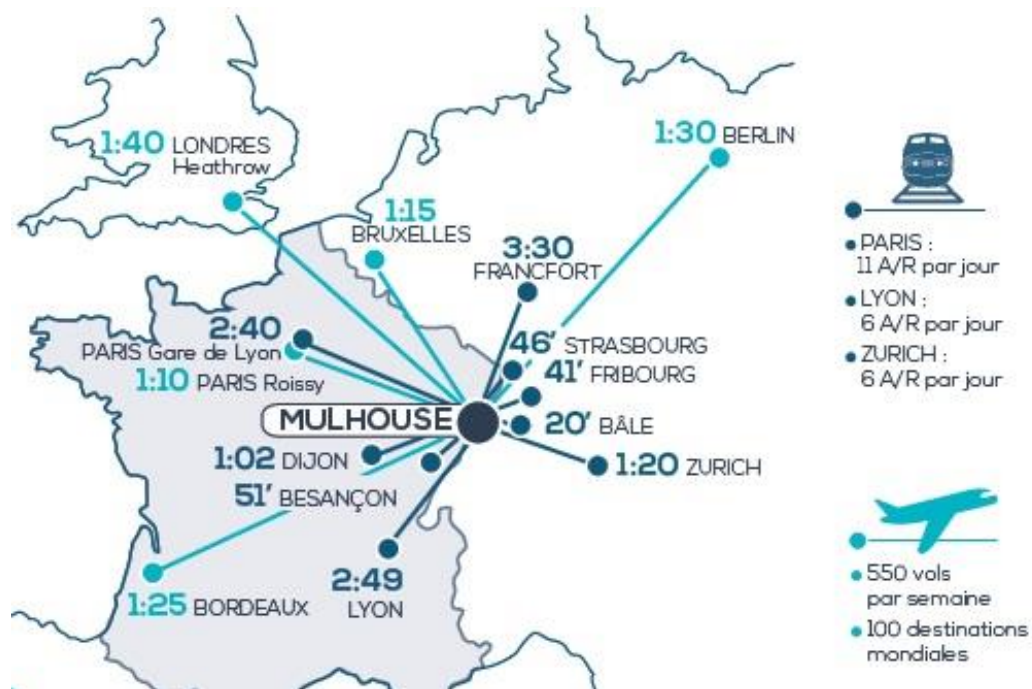 1:40 LONDRES
Heathrow
1:30 BERLIN
1:15
BRUXELLES
3:30
FRANCFORT
2:40
PARIS Gare de Lyon
1:10 PARIS Roissy
46' STRASBOURG
41' FRIBOURG
MULHOUSE
20' BÂLE
1:02 DIJON
1:20 ZURICH
51' BESANÇON
2:49
LYON
1:25 BORDEAUX
PARIS :
11 A/R par jour
LYON :
6 A/R par jour
ZURICH :
6 A/R par jour
550 vols
par semaine
100 destinations
mondiales